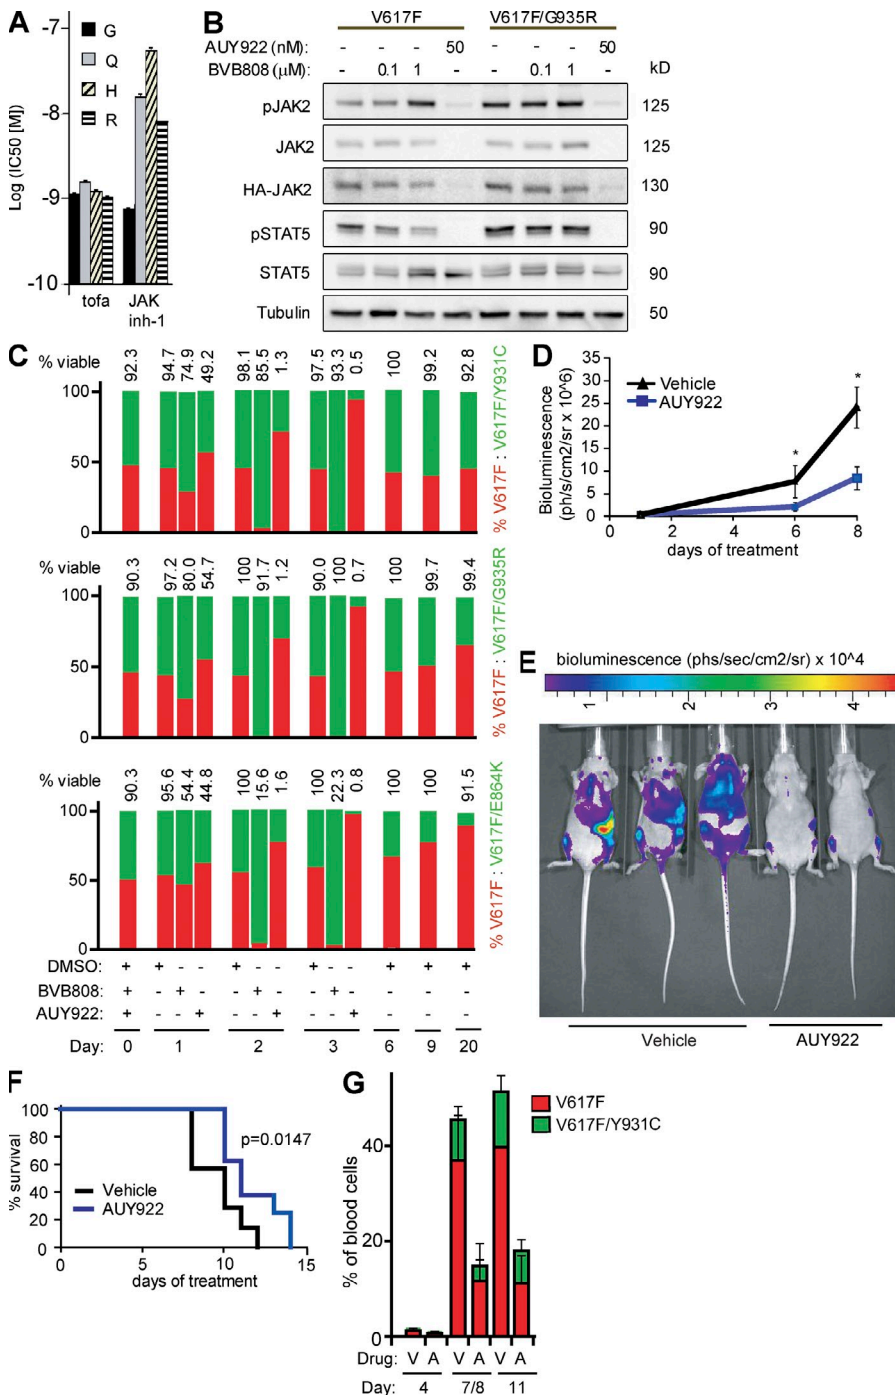 A
Log (IC50 [M])
-7
-8
-9
-10
G
Q
H
R
tofa
JAK
inh-1
B
V617F
V617F/G935R
AUY922 (nM): - - - 50 - - - 50
BVB808 (μM): - 0.1 1 - - 0.1 1 -
kD
pJAK2 125
JAK2 125
HA-JAK2 130
pSTAT5 90
STAT5 90
Tubulin 50
C
% viable 92.3 94.7 74.9 49.2 98.1 85.5 1.3 97.5 93.3 0.5 100 99.2 92.8
100
50
0
% V617F : V617F/Y931C
% viable 90.3 97.2 80.0 54.7 100 91.7 1.2 90.0 100 0.7 100 99.7 99.4
100
50
0
% V617F : V617F/G935R
% viable 90.3 95.6 54.4 44.8 100 15.6 1.6 100 22.3 0.8 100 100 91.5
100
50
0
% V617F : V617F/E864K
DMSO: + + - - + - - + - - + + +
BVB808: + - + - - + - - + - - - -
AUY922: + - - + - - + - - + - - -
Day: 0 1 2 3 6 9 20
D
Bioluminescence
(ph/s/cm2/sr x 10^6)
35
30
25
20
15
10
5
0
Vehicle
AUY922
*
*
0 2 4 6 8
days of treatment
E
bioluminescence (phs/sec/cm2/sr) x 10^4
1 2 3 4
Vehicle AUY922
F
% survival
100
80
60
40
20
0
p=0.0147
Vehicle
AUY922
0 5 10 15
days of treatment
G
% of blood cells
40
20
0
V617F
V617F/Y931C
Drug: V A V A V A
Day: 4 7/8 11